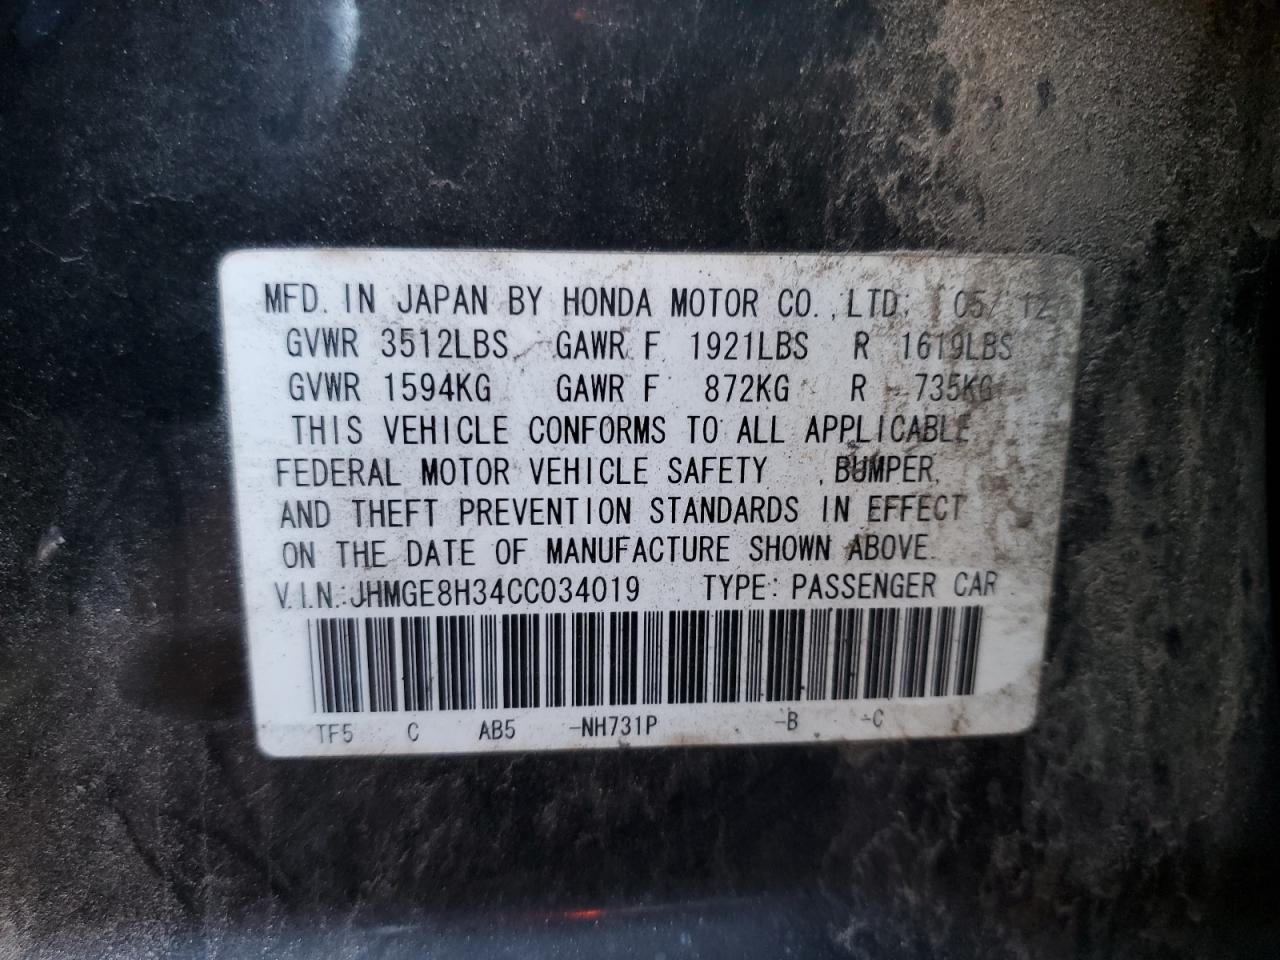 MFD. IN JAPAN BY HONDA MOTOR CO., LTD. 05/12
GVWR 3512LBS GAWR F 1921LBS R 1619LBS
GVWR 1594KG GAWR F 872KG R 735KG
THIS VEHICLE CONFORMS TO ALL APPLICABLE
FEDERAL MOTOR VEHICLE SAFETY , BUMPER,
AND THEFT PREVENTION STANDARDS IN EFFECT
ON THE DATE OF MANUFACTURE SHOWN ABOVE.
V.I.N.:JHMGE8H34CC034019 TYPE: PASSENGER CAR
TF5 C AB5 -NH731P -B -C